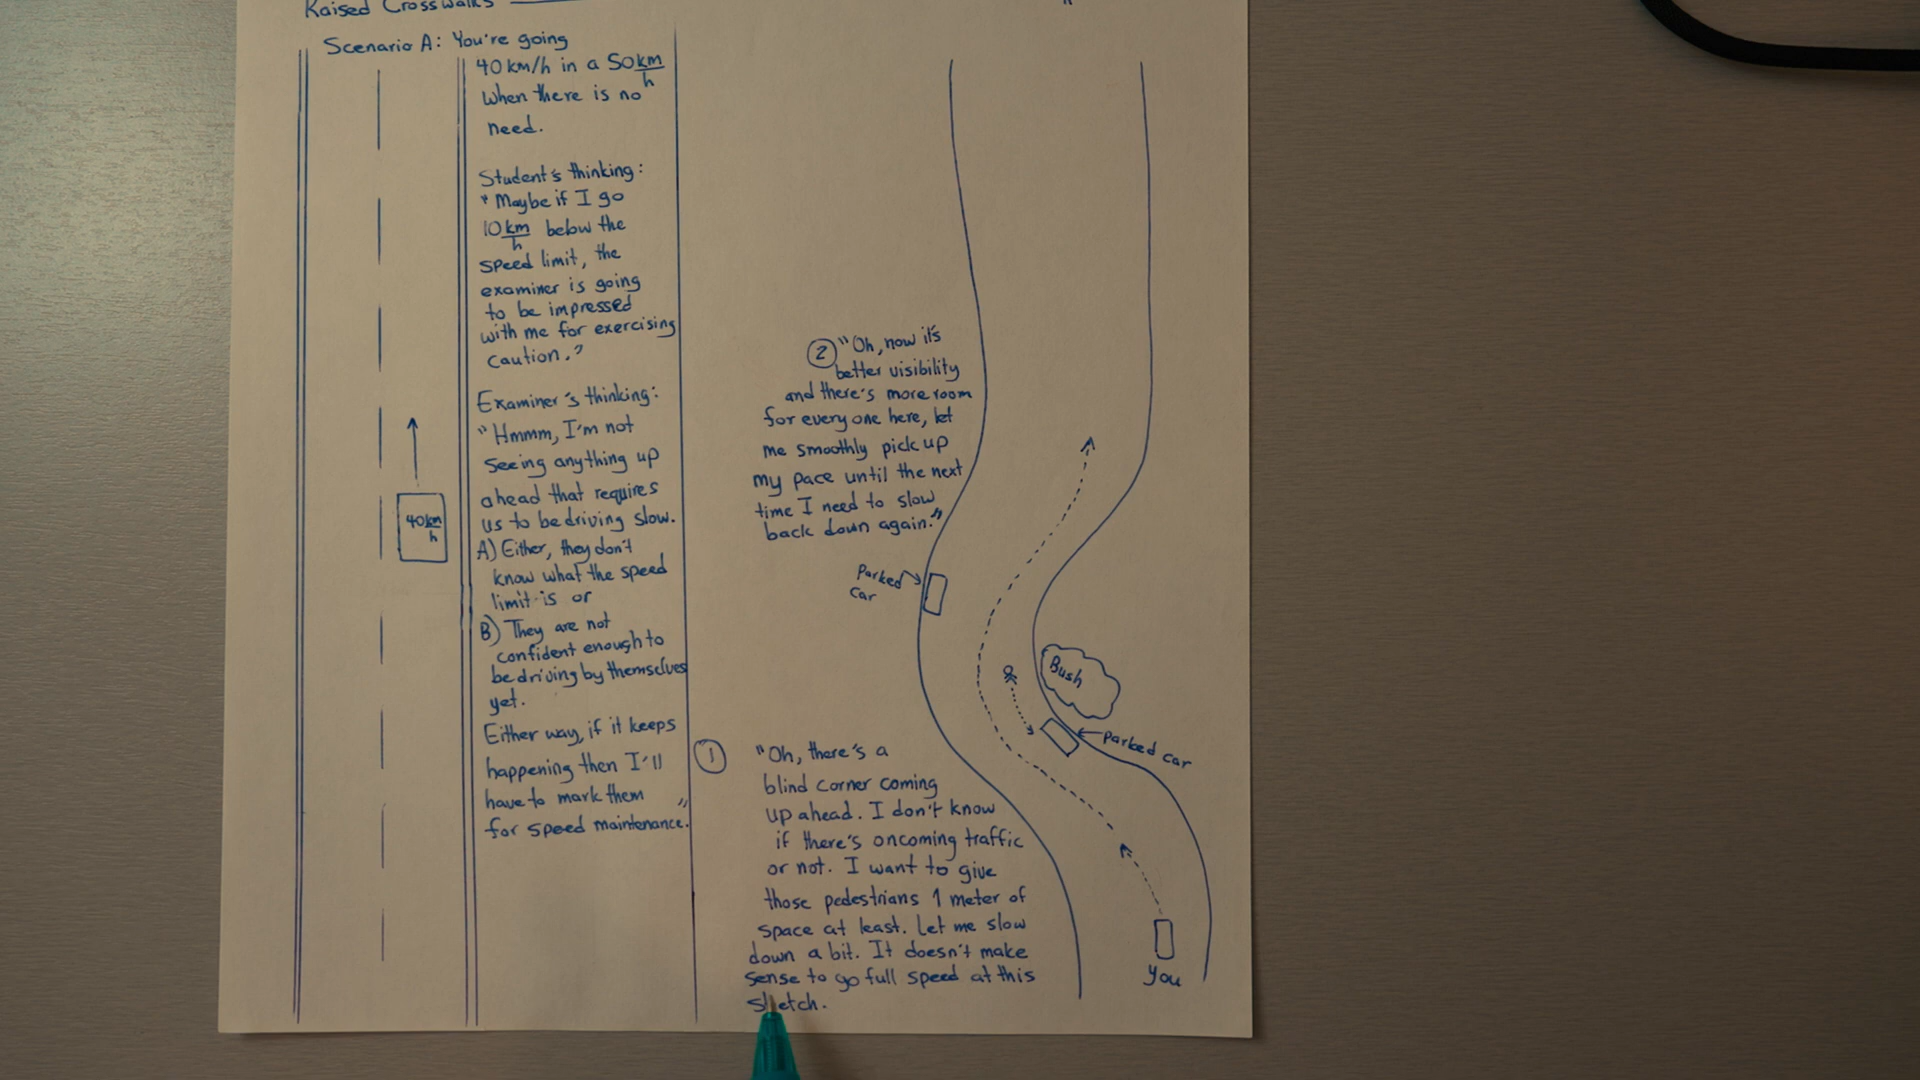 Raised Crosswalks
Scenario A: You're going
40 km/h in a 50 km/h
when there is no
need.
Student's thinking:
"Maybe if I go
10 km/h below the
speed limit, the
examiner is going
to be impressed
with me for exercising
caution."
Examiner's thinking:
"Hmmm, I'm not
seeing anything up
ahead that requires
us to be driving slow.
A) Either, they don't
know what the speed
limit is or
B) They are not
confident enough to
be driving by themselves
yet.
Either way, if it keeps
happening then I'll
have to mark them
for speed maintenance."
40 km/h
2 "Oh, now it's
better visibility
and there's more room
for everyone here, let
me smoothly pick up
my pace until the next
time I need to slow
back down again."
Parked
car
Bush
parked car
1 "Oh, there's a
blind corner coming
up ahead. I don't know
if there's oncoming traffic
or not. I want to give
those pedestrians 1 meter of
space at least. Let me slow
down a bit. It doesn't make
sense to go full speed at this
You